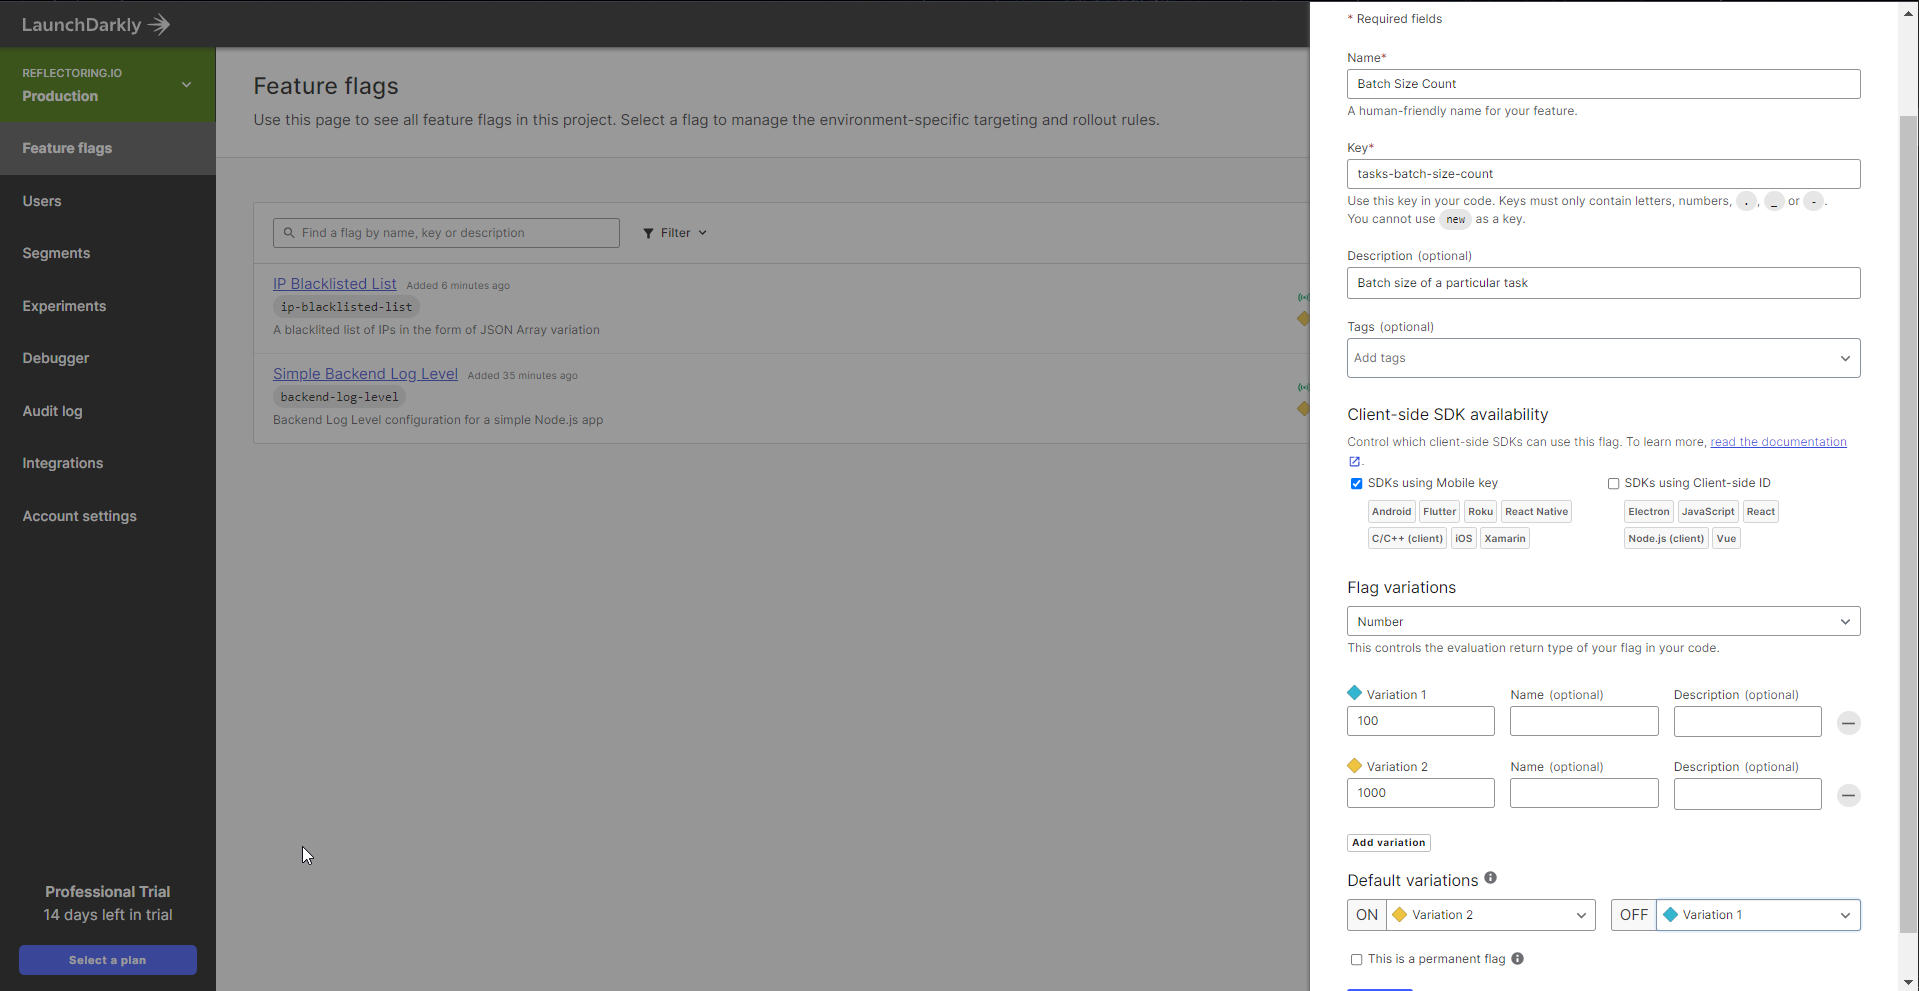 LaunchDarkly
REFLECTORING.IO
Production
Feature flags
Users
Segments
Experiments
Debugger
Audit log
Integrations
Account settings
Professional Trial
14 days left in trial
Select a plan
Feature flags
Use this page to see all feature flags in this project. Select a flag to manage the environment-specific targeting and rollout rules.
Find a flag by name, key or description
Filter
IP Blacklisted List Added 6 minutes ago
ip-blacklisted-list
A blacklited list of IPs in the form of JSON Array variation
Simple Backend Log Level Added 35 minutes ago
backend-log-level
Backend Log Level configuration for a simple Node.js app
* Required fields
Name*
Batch Size Count
A human-friendly name for your feature.
Key*
tasks-batch-size-count
Use this key in your code. Keys must only contain letters, numbers, . , _ or - .
You cannot use new as a key.
Description (optional)
Batch size of a particular task
Tags (optional)
Add tags
Client-side SDK availability
Control which client-side SDKs can use this flag. To learn more, read the documentation
.
SDKs using Mobile key
Android Flutter Roku React Native
C/C++ (client) iOS Xamarin
SDKs using Client-side ID
Electron JavaScript React
Node.js (client) Vue
Flag variations
Number
This controls the evaluation return type of your flag in your code.
Variation 1 Name (optional) Description (optional)
100
Variation 2 Name (optional) Description (optional)
1000
Add variation
Default variations
ON Variation 2 OFF Variation 1
This is a permanent flag